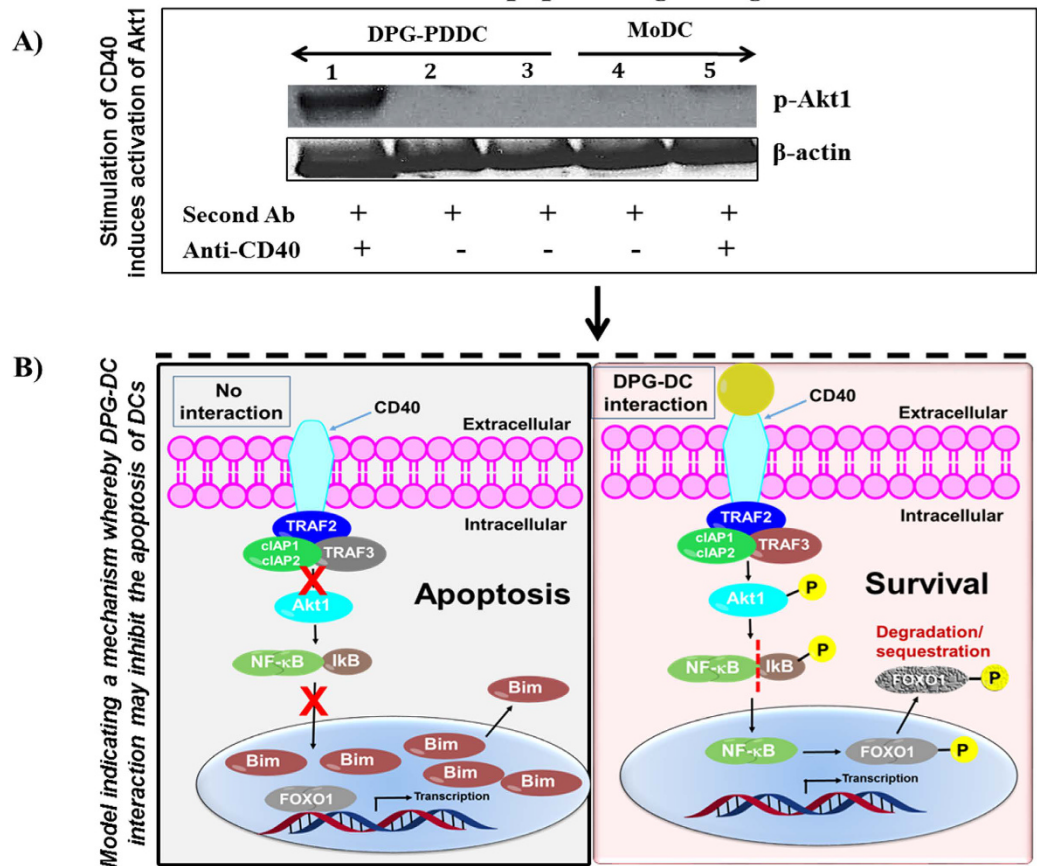 A)
Stimulation of CD40
induces activation of Akt1
DPG-PDDC MoDC
1 2 3 4 5
p-Akt1
β-actin
Second Ab + + + + +
Anti-CD40 + - - - +
B)
Model indicating a mechanism whereby DPG-DC
interaction may inhibit the apoptosis of DCs
No
interaction
CD40
Extracellular
Intracellular
TRAF2
cIAP1
cIAP2
TRAF3
X
Akt1
Apoptosis
NF-κB
IkB
X
Bim
Bim
Bim
Bim
Bim
Bim
FOXO1
Transcription
DPG-DC
interaction
CD40
Extracellular
Intracellular
TRAF2
cIAP1
cIAP2
TRAF3
Akt1
P
Survival
Degradation/
sequestration
NF-κB
IkB
P
FOXO1
P
NF-κB
FOXO1
P
Transcription